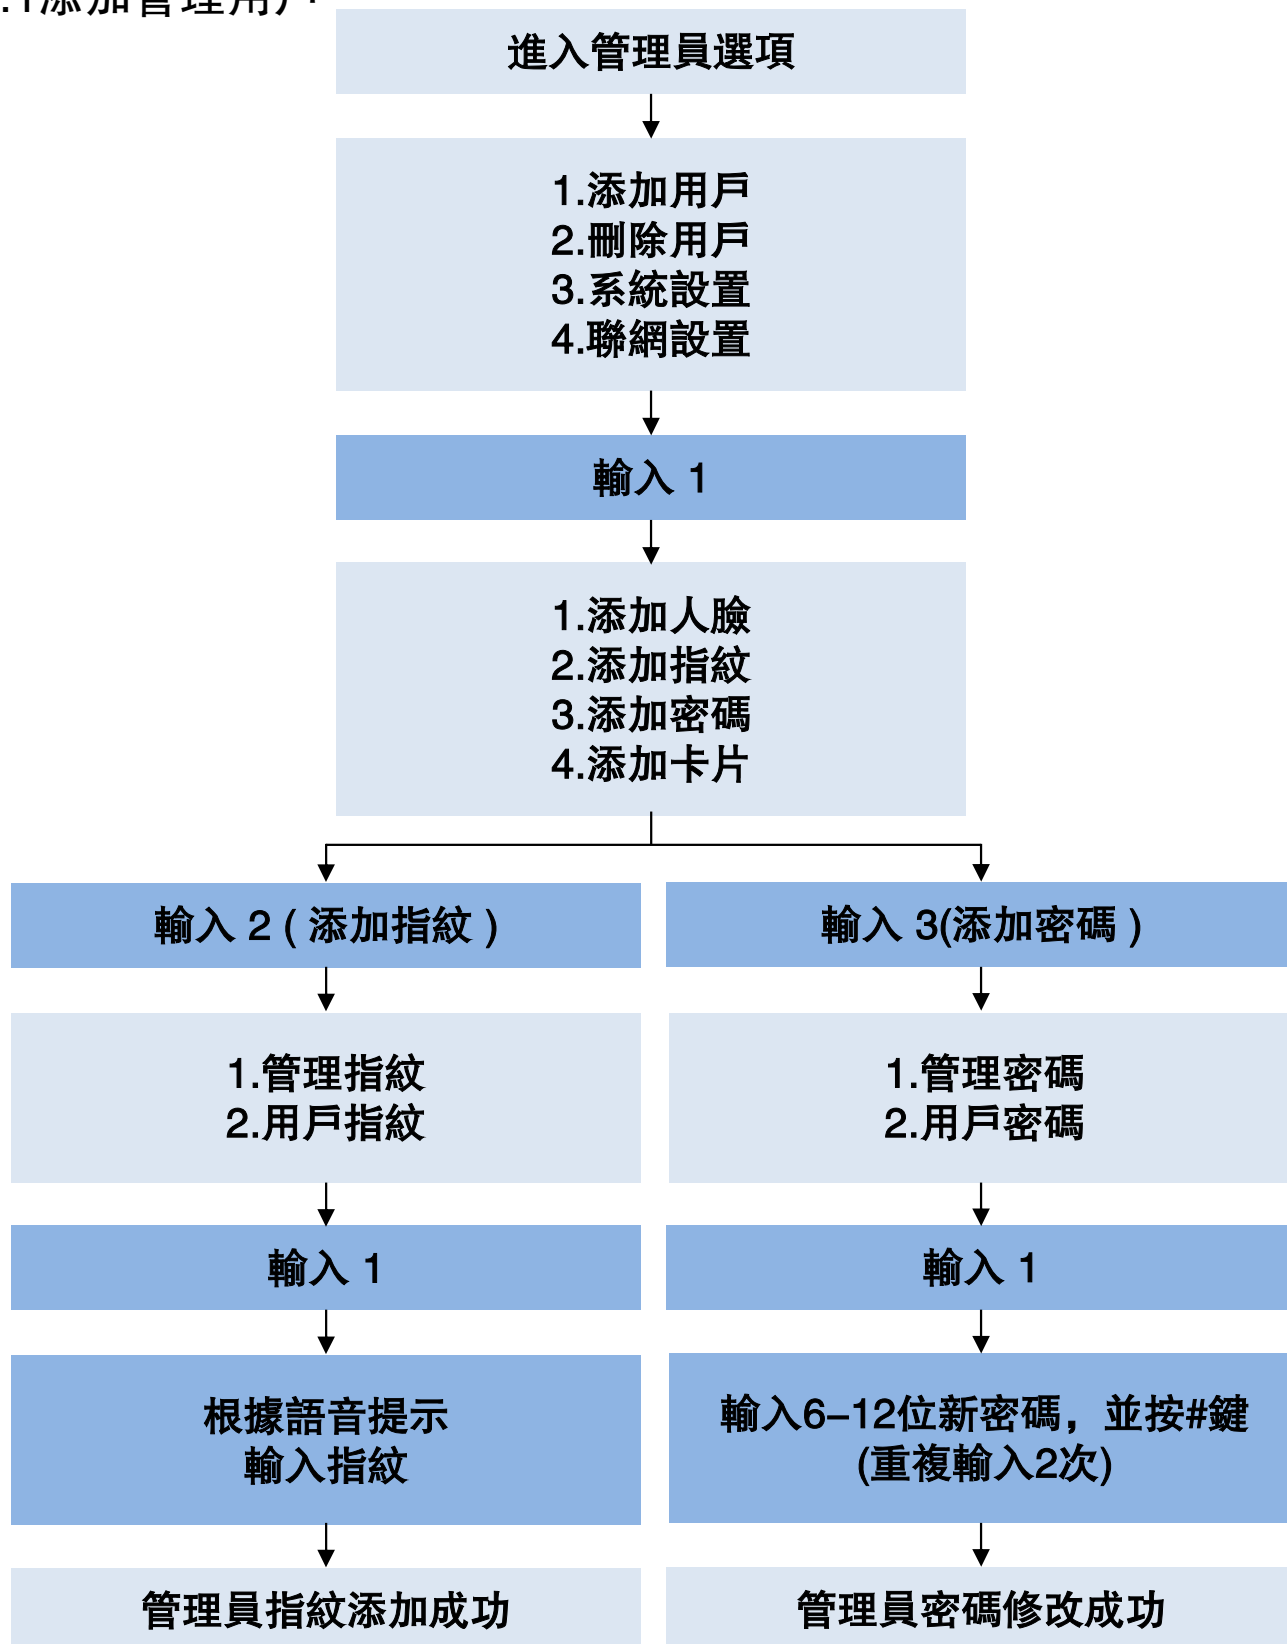 .1添加管理用戶
進入管理員選項
1.添加用戶
2.刪除用戶
3.系統設置
4.聯網設置
輸入 1
1.添加人臉
2.添加指紋
3.添加密碼
4.添加卡片
輸入 2 ( 添加指紋 )
輸入 3(添加密碼 )
1.管理指紋
2.用戶指紋
1.管理密碼
2.用戶密碼
輸入 1
輸入 1
根據語音提示
輸入指紋
輸入6–12位新密碼，並按#鍵
(重複輸入2次)
管理員指紋添加成功
管理員密碼修改成功